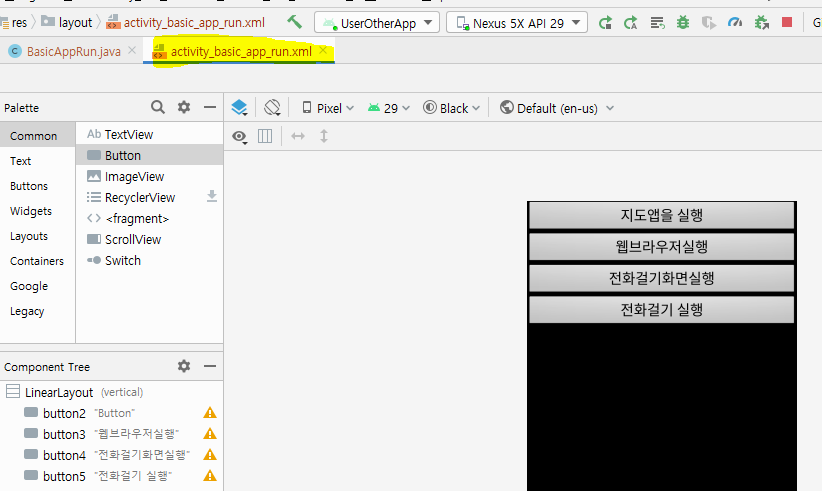 res layout activity_basic_app_run.xml UserOtherApp Nexus 5X API 29
BasicAppRun.java activity_basic_app_run.xml
Palette Pixel 29 Black Default (en-us)
Common Ab TextView
Text Button
Buttons ImageView
Widgets RecyclerView
Layouts <fragment>
Containers ScrollView
Google Switch
Legacy
지도앱을 실행
웹브라우저실행
전화걸기화면실행
전화걸기 실행
Component Tree
LinearLayout (vertical)
button2 "Button"
button3 "웹브라우저실행"
button4 "전화걸기화면실행"
button5 "전화걸기 실행"